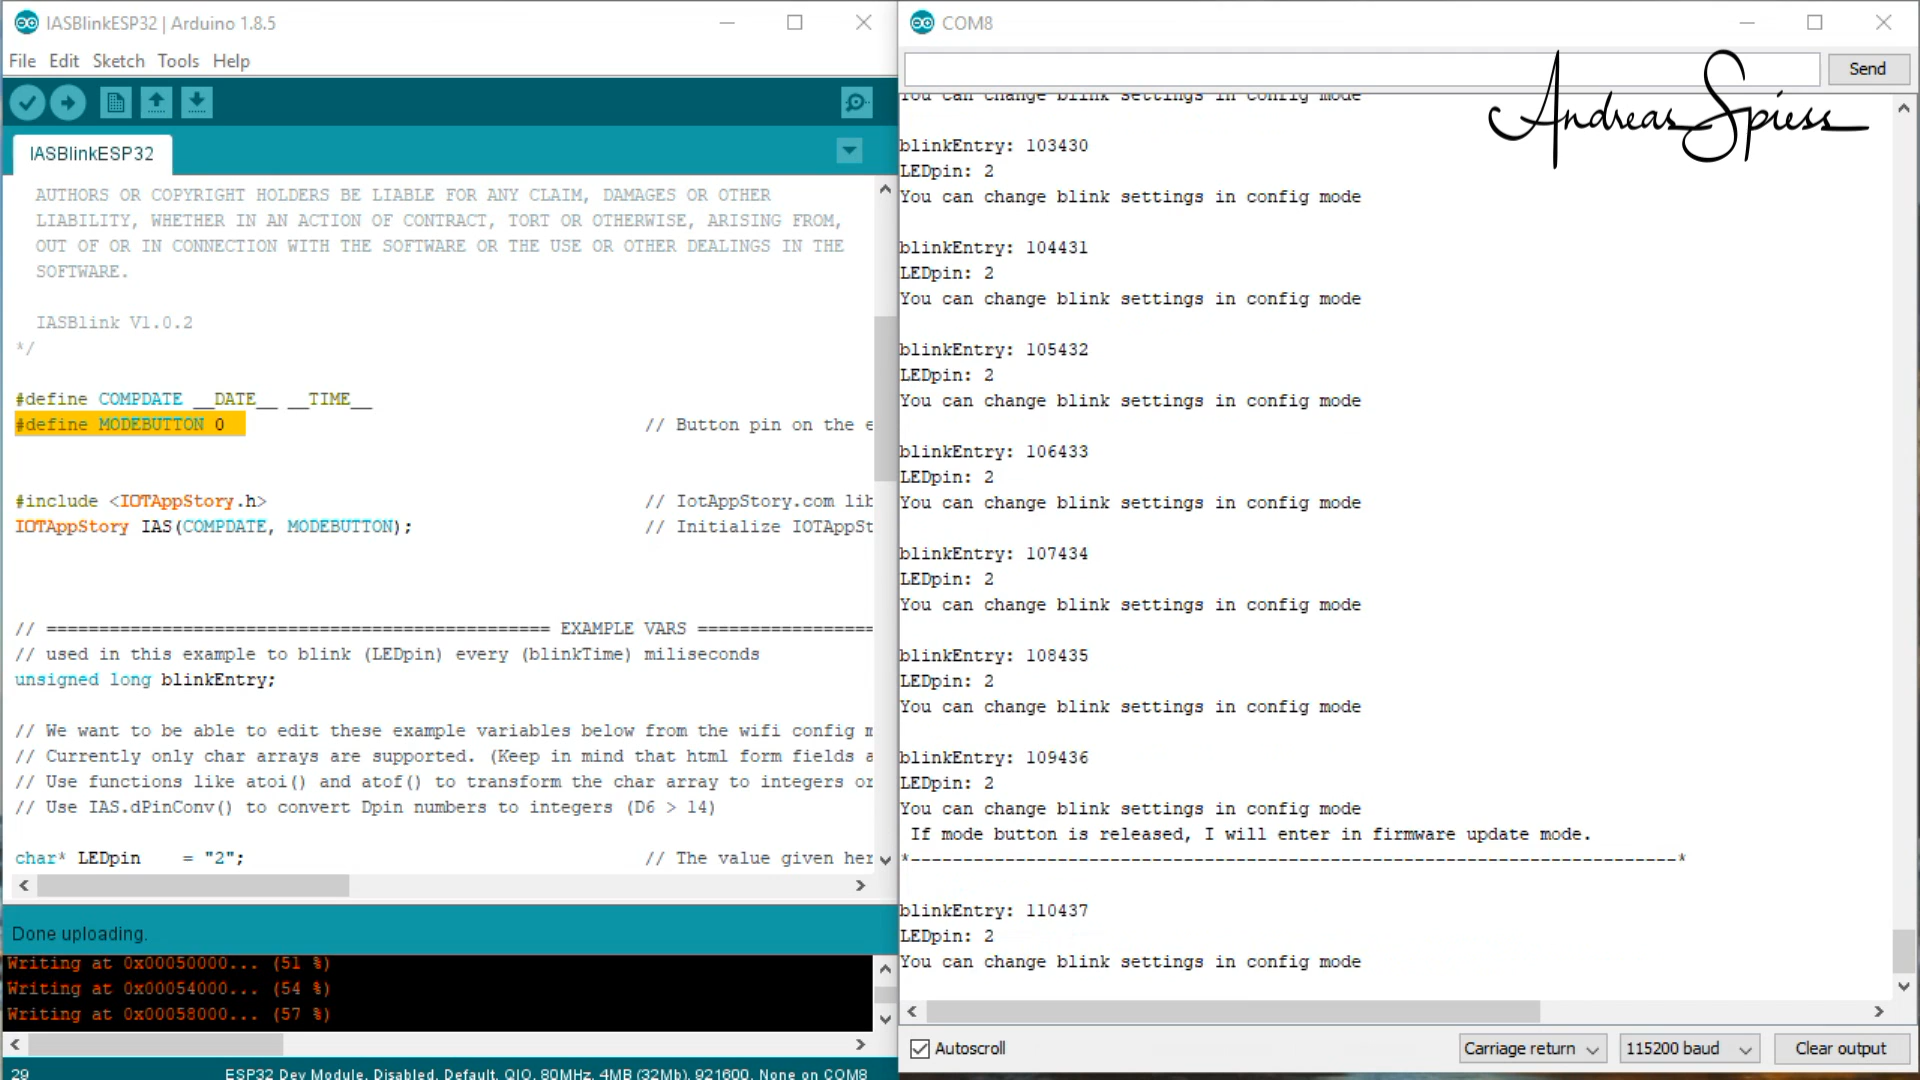 IASBlinkESP32 | Arduino 1.8.5
File Edit Sketch Tools Help
IASBlinkESP32
AUTHORS OR COPYRIGHT HOLDERS BE LIABLE FOR ANY CLAIM, DAMAGES OR OTHER
LIABILITY, WHETHER IN AN ACTION OF CONTRACT, TORT OR OTHERWISE, ARISING FROM,
OUT OF OR IN CONNECTION WITH THE SOFTWARE OR THE USE OR OTHER DEALINGS IN THE
SOFTWARE.
IASBlink V1.0.2
*/
#define COMPDATE __DATE__ __TIME__
#define MODEBUTTON 0 // Button pin on the e
#include <IOTAppStory.h> // IotAppStory.com lib
IOTAppStory IAS(COMPDATE, MODEBUTTON); // Initialize IOTAppSt
// ================================================ EXAMPLE VARS =================
// used in this example to blink (LEDpin) every (blinkTime) miliseconds
unsigned long blinkEntry;
// We want to be able to edit these example variables below from the wifi config m
// Currently only char arrays are supported. (Keep in mind that html form fields a
// Use functions like atoi() and atof() to transform the char array to integers or
// Use IAS.dPinConv() to convert Dpin numbers to integers (D6 > 14)
char* LEDpin = "2"; // The value given her
Done uploading.
Writing at 0x00050000... (51 %)
Writing at 0x00054000... (54 %)
Writing at 0x00058000... (57 %)
29 ESP32 Dev Module, Disabled, Default, QIO, 80MHz, 4MB (32Mb), 921600, None on COM8
COM8
Send
Andreas Spiess
You can change blink settings in config mode
blinkEntry: 103430
LEDpin: 2
You can change blink settings in config mode
blinkEntry: 104431
LEDpin: 2
You can change blink settings in config mode
blinkEntry: 105432
LEDpin: 2
You can change blink settings in config mode
blinkEntry: 106433
LEDpin: 2
You can change blink settings in config mode
blinkEntry: 107434
LEDpin: 2
You can change blink settings in config mode
blinkEntry: 108435
LEDpin: 2
You can change blink settings in config mode
blinkEntry: 109436
LEDpin: 2
You can change blink settings in config mode
If mode button is released, I will enter in firmware update mode.
*-------------------------------------------------------------------------*
blinkEntry: 110437
LEDpin: 2
You can change blink settings in config mode
Autoscroll Carriage return 115200 baud Clear output